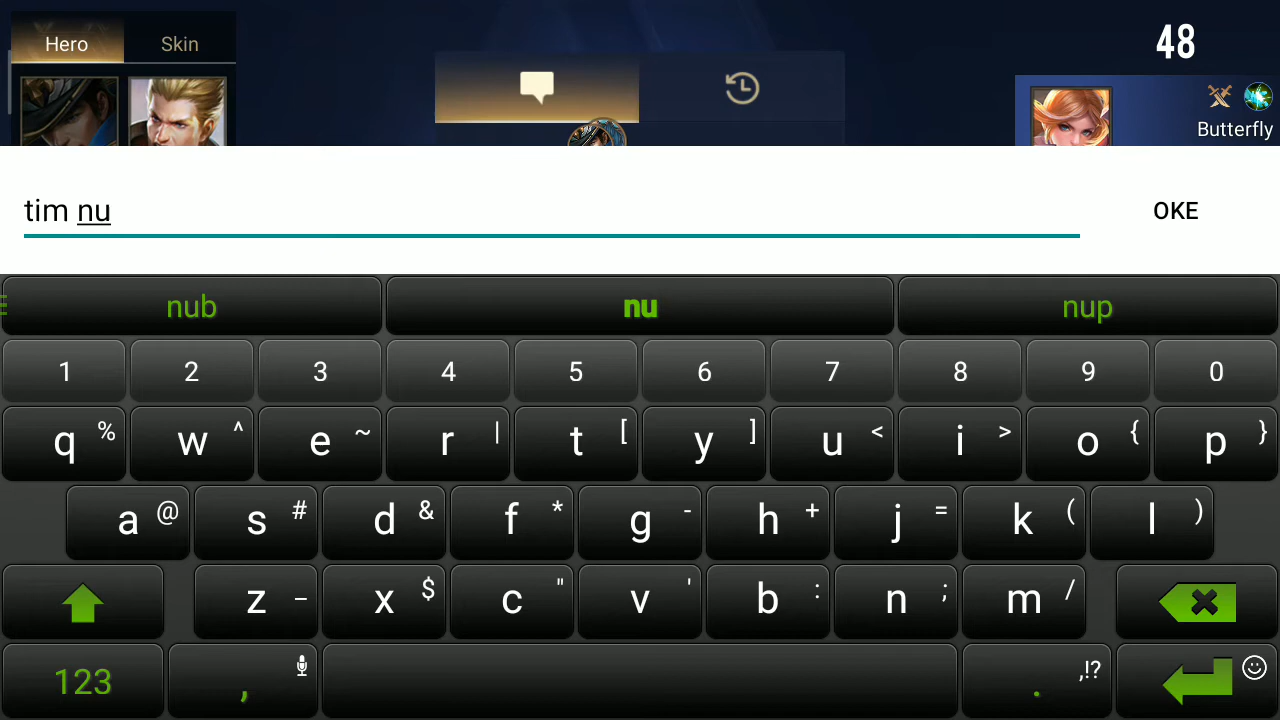 Hero Skin
48
Butterfly
tim nu
OKE
nub nu nup
1 2 3 4 5 6 7 8 9 0
q % w ^ e ~ r | t [ y ] u < i > o { p }
a @ s # d & f * g - h + j = k ( l )
z _ x $ c " v ' b : n ; m /
123 , . ,!?